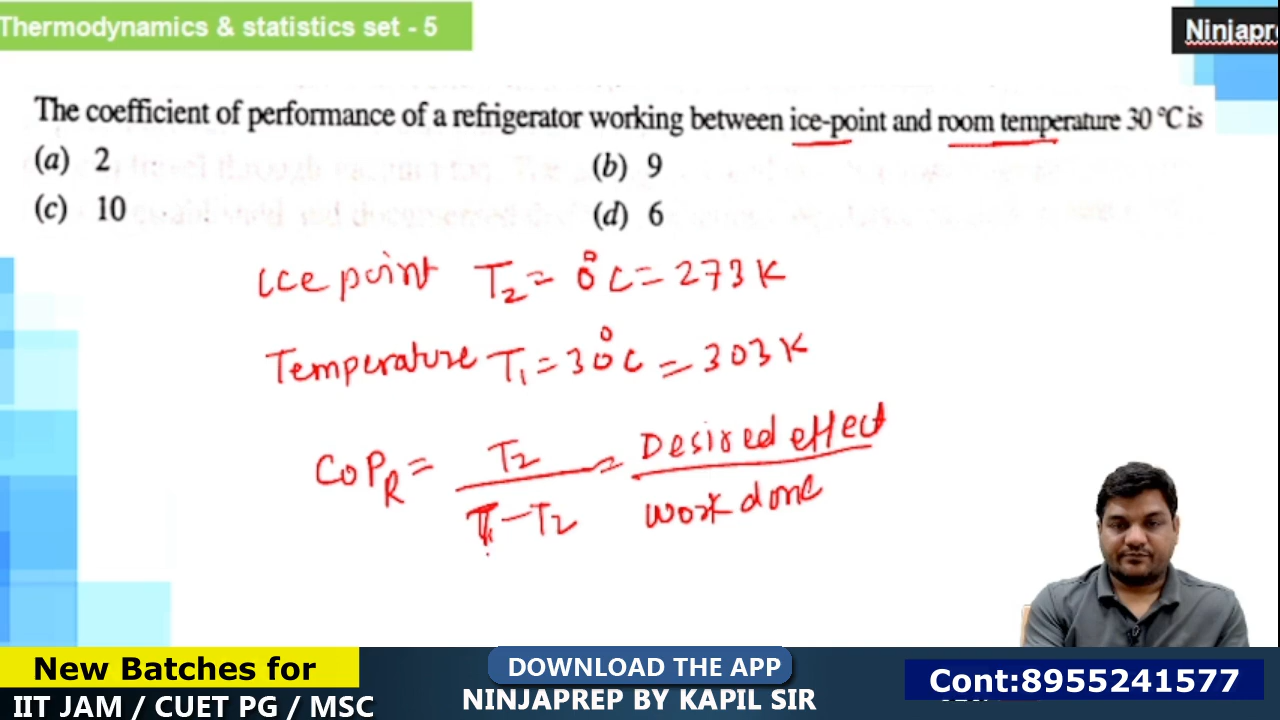 Thermodynamics & statistics set - 5
Ninjapre
The coefficient of performance of a refrigerator working between ice-point and room temperature 30 °C is
(a) 2 (b) 9
(c) 10 (d) 6
Ice point T₂ = 0°C = 273 K
Temperature T₁ = 30°C = 303 K
COP_R = T₂ / T₁ - T₂ = Desired effect / work done
New Batches for
IIT JAM / CUET PG / MSC
DOWNLOAD THE APP
NINJAPREP BY KAPIL SIR
Cont:8955241577